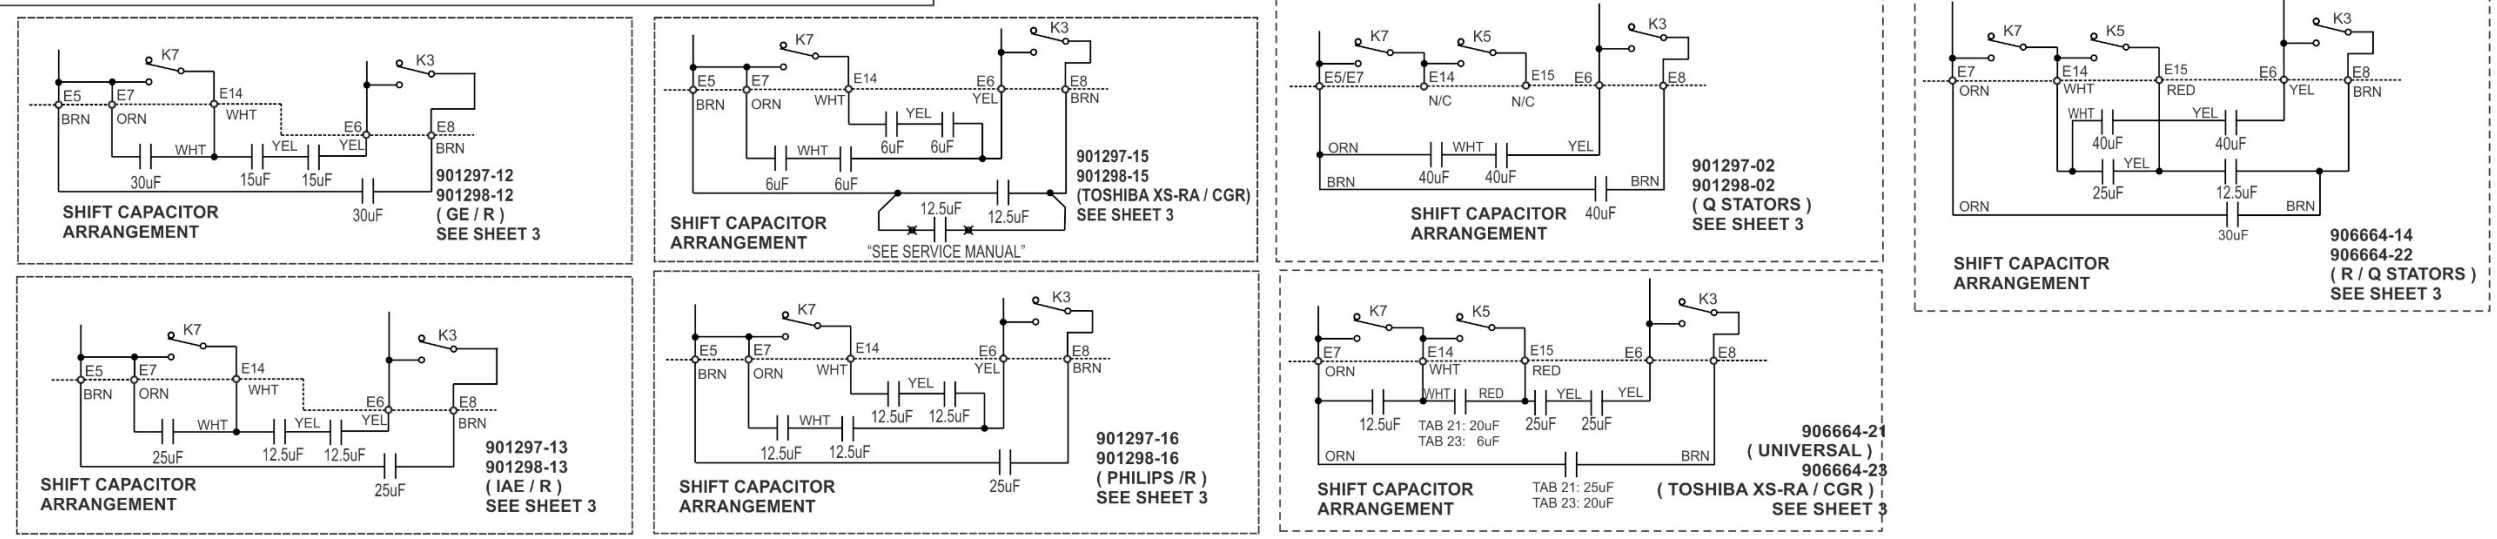 K7
K3
E5
E7
E14
BRN
ORN
WHT
E6
E8
YEL
BRN
WHT
YEL
30uF
15uF
15uF
30uF
901297-12
901298-12
( GE / R )
SEE SHEET 3
SHIFT CAPACITOR
ARRANGEMENT
K7
K3
E5
E7
E14
E6
E8
BRN
ORN
WHT
YEL
BRN
YEL
6uF
6uF
WHT
6uF
6uF
12.5uF
12.5uF
"SEE SERVICE MANUAL"
901297-15
901298-15
(TOSHIBA XS-RA / CGR)
SEE SHEET 3
SHIFT CAPACITOR
ARRANGEMENT
K7
K5
K3
E5/E7
E14
E15
E6
E8
N/C
N/C
ORN
WHT
YEL
40uF
40uF
BRN
BRN
40uF
901297-02
901298-02
( Q STATORS )
SEE SHEET 3
SHIFT CAPACITOR
ARRANGEMENT
K7
K5
K3
E7
E14
E15
E6
E8
ORN
WHT
RED
YEL
BRN
WHT
YEL
40uF
40uF
YEL
25uF
12.5uF
ORN
BRN
30uF
906664-14
906664-22
( R / Q STATORS )
SEE SHEET 3
SHIFT CAPACITOR
ARRANGEMENT
K7
K3
E5
E7
E14
BRN
ORN
WHT
E6
E8
YEL
BRN
WHT
YEL
25uF
12.5uF
12.5uF
25uF
901297-13
901298-13
( IAE / R )
SEE SHEET 3
SHIFT CAPACITOR
ARRANGEMENT
K7
K3
E5
E7
E14
E6
E8
BRN
ORN
WHT
YEL
BRN
YEL
12.5uF
12.5uF
WHT
12.5uF
12.5uF
25uF
901297-16
901298-16
( PHILIPS /R )
SEE SHEET 3
SHIFT CAPACITOR
ARRANGEMENT
K7
K5
K3
E7
E14
E15
E6
E8
ORN
WHT
RED
WHT
RED
YEL
YEL
12.5uF
TAB 21: 20uF
TAB 23: 6uF
25uF
25uF
ORN
BRN
TAB 21: 25uF
TAB 23: 20uF
906664-21
( UNIVERSAL )
906664-23
( TOSHIBA XS-RA / CGR )
SEE SHEET 3
SHIFT CAPACITOR
ARRANGEMENT